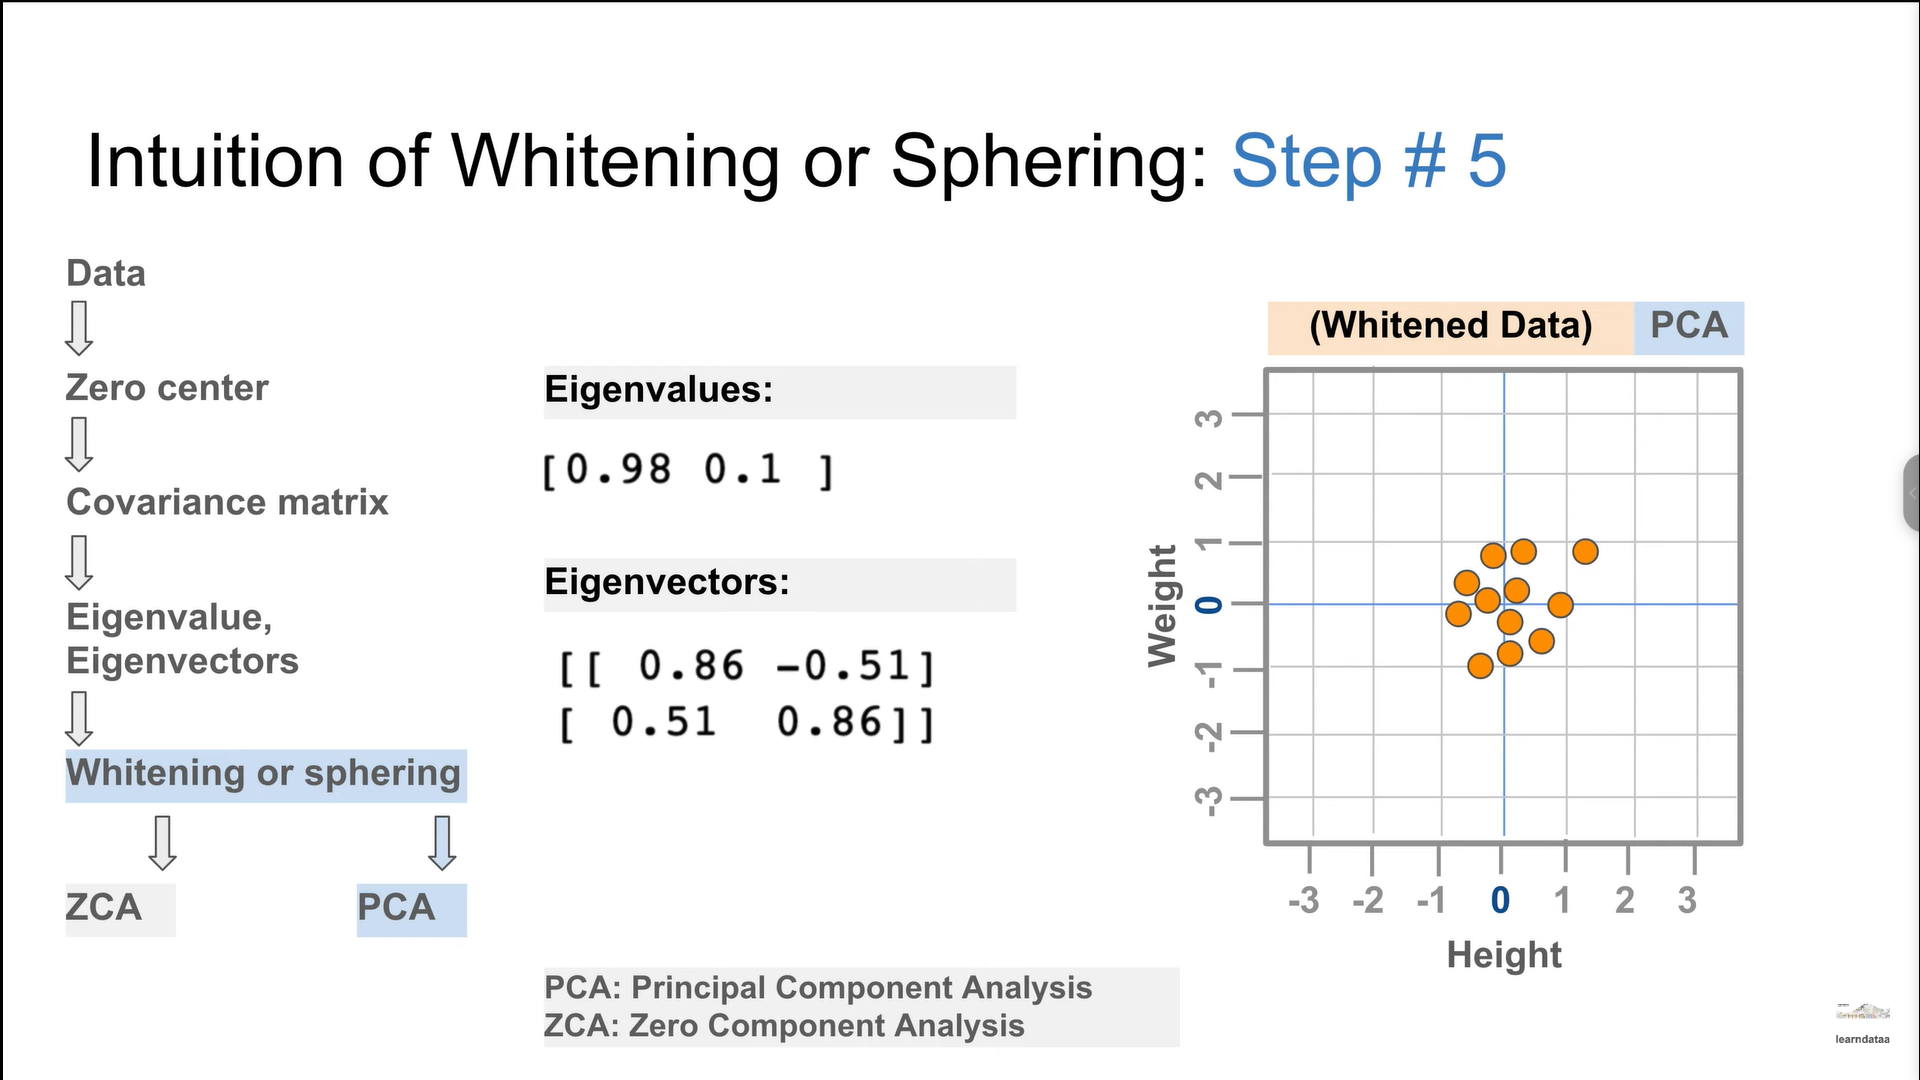 Intuition of Whitening or Sphering: Step # 5
Data
Zero center
Covariance matrix
Eigenvalue,
Eigenvectors
Whitening or sphering
ZCA
PCA
Eigenvalues:
[0.98 0.1 ]
Eigenvectors:
[[ 0.86 −0.51]
[ 0.51 0.86]]
PCA: Principal Component Analysis
ZCA: Zero Component Analysis
(Whitened Data) PCA
Weight
3
2
1
0
-1
-2
-3
-3 -2 -1 0 1 2 3
Height
learndataa